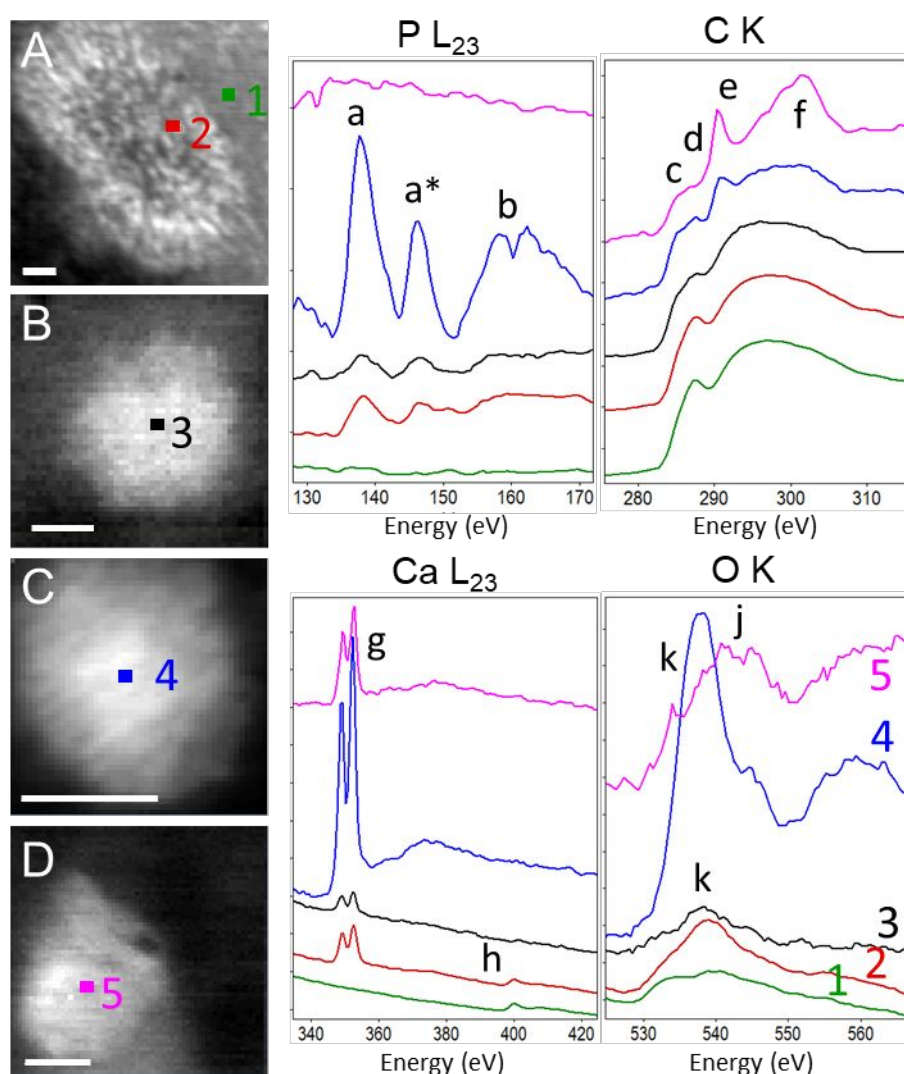 A
1
2
B
3
C
4
D
5
P L23
a
a*
b
130 140 150 160 170
Energy (eV)
C K
c
d
e
f
280 290 300 310
Energy (eV)
Ca L23
g
h
340 360 380 400 420
Energy (eV)
O K
k
j
k
5
4
3
2
1
530 540 550 560
Energy (eV)